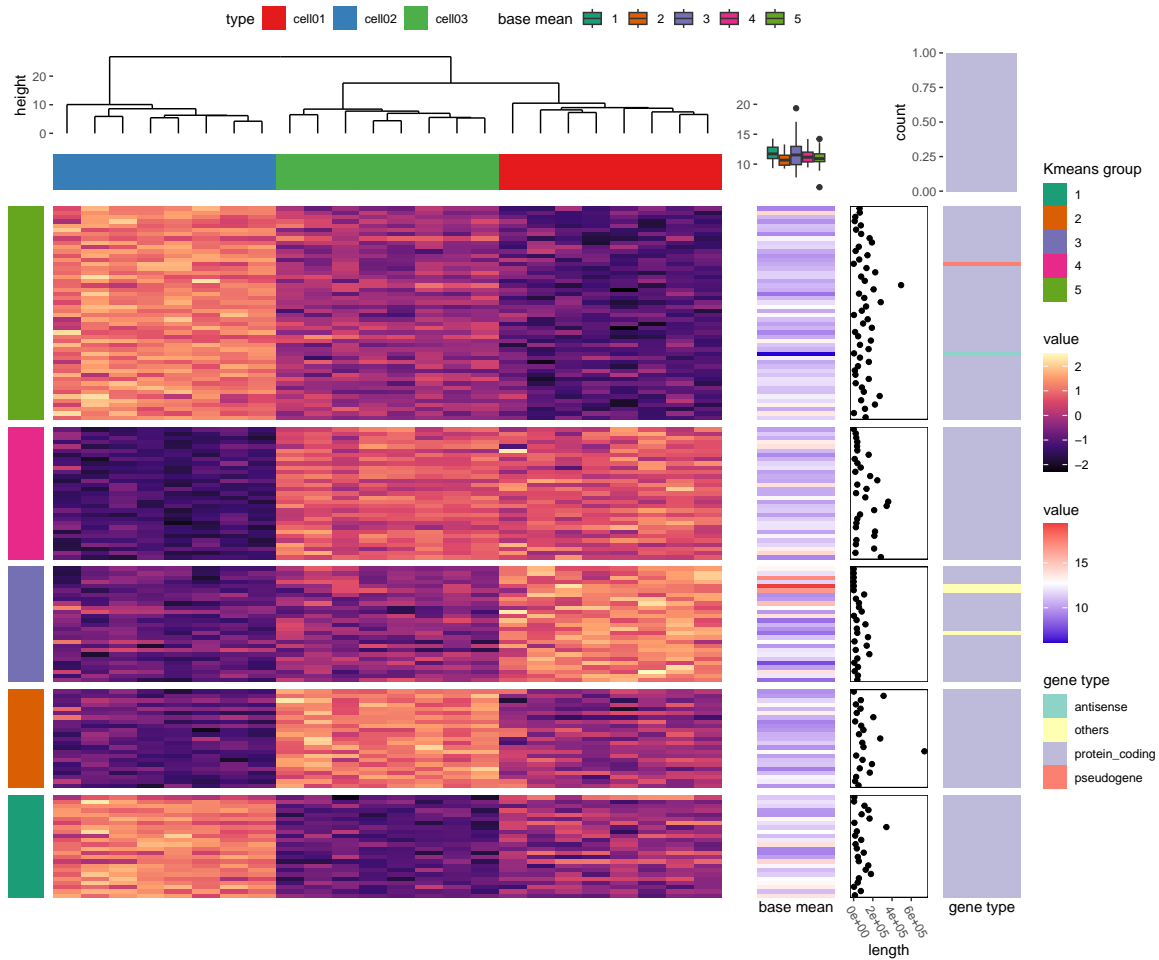 type cell01 cell02 cell03 base mean 1 2 3 4 5
height
20
10
0
20
15
10
count
1.00
0.75
0.50
0.25
0.00
Kmeans group
1
2
3
4
5
value
2
1
0
−1
−2
value
15
10
gene type
antisense
others
protein_coding
pseudogene
base mean
0e+00
2e+05
4e+05
6e+05
length
gene type